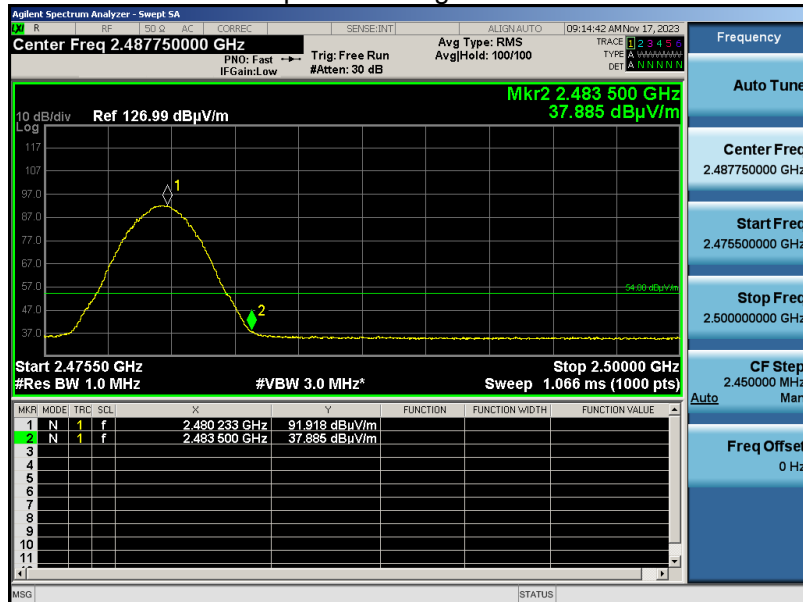 Agilent Spectrum Analyzer - Swept SA
LXI R RF 50 Ω AC CORREC SENSE:INT ALIGN AUTO 09:14:42 AM Nov 17, 2023
Center Freq 2.487750000 GHz
PNO: Fast
IFGain:Low
Trig: Free Run
#Atten: 30 dB
Avg Type: RMS
Avg|Hold: 100/100
TRACE 1 2 3 4 5 6
TYPE A WWWWW
DET A N N N N N
Mkr2 2.483 500 GHz
37.885 dBµV/m
10 dB/div Ref 126.99 dBµV/m
Log
117
107
97.0
87.0
77.0
67.0
57.0
47.0
37.0
1
2
54.00 dBµV/m
Start 2.47550 GHz Stop 2.50000 GHz
#Res BW 1.0 MHz #VBW 3.0 MHz* Sweep 1.066 ms (1000 pts)
MKR MODE TRC SCL X Y FUNCTION FUNCTION WIDTH FUNCTION VALUE
1 N 1 f 2.480 233 GHz 91.918 dBµV/m
2 N 1 f 2.483 500 GHz 37.885 dBµV/m
3
4
5
6
7
8
9
10
11
MSG STATUS
Frequency
Auto Tune
Center Freq
2.487750000 GHz
Start Freq
2.475500000 GHz
Stop Freq
2.500000000 GHz
CF Step
2.450000 MHz
Auto Man
Freq Offset
0 Hz